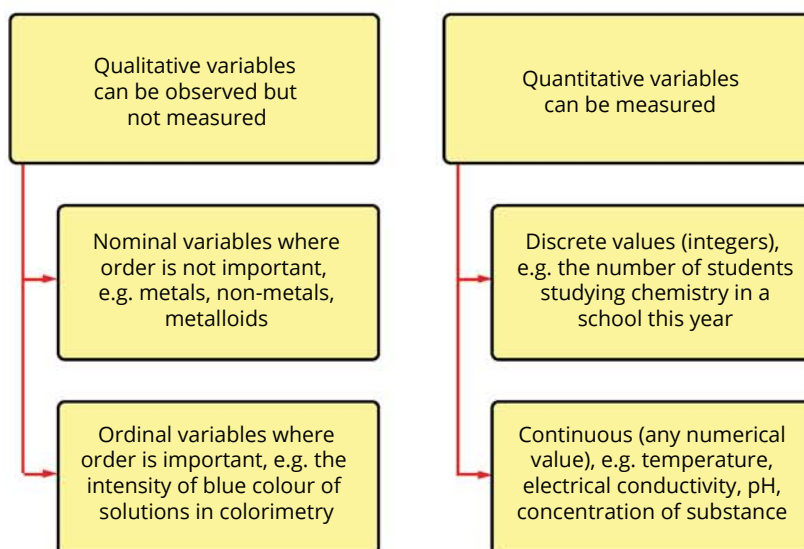 Qualitative variables
can be observed but
not measured
Nominal variables where
order is not important,
e.g. metals, non-metals,
metalloids
Ordinal variables where
order is important, e.g. the
intensity of blue colour of
solutions in colorimetry
Quantitative variables
can be measured
Discrete values (integers),
e.g. the number of students
studying chemistry in a
school this year
Continuous (any numerical
value), e.g. temperature,
electrical conductivity, pH,
concentration of substance